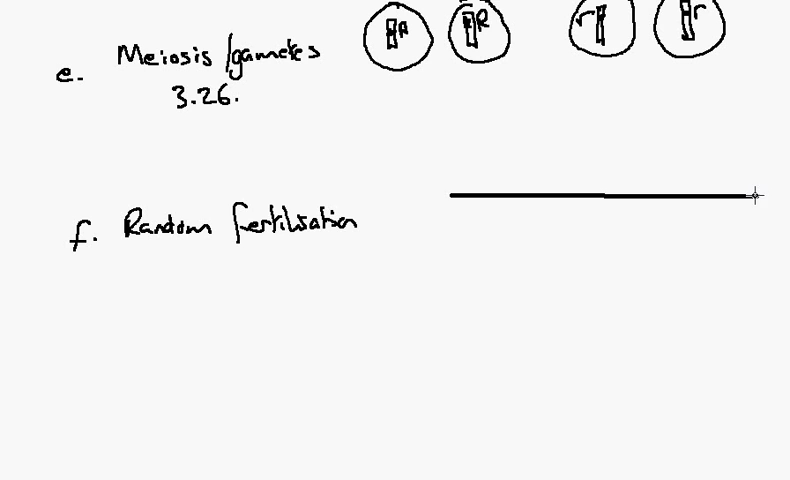 R R r r
e. Meiosis /gametes
3.26.
f. Random fertilisation